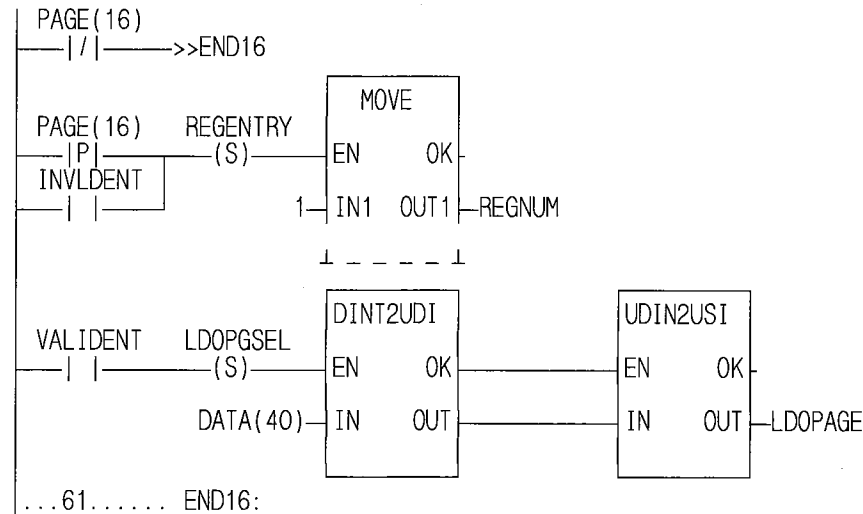 PAGE(16)
|/| >>END16
MOVE
PAGE(16) REGENTRY
|P| (S) EN OK
INVLDENT
| | 1 IN1 OUT1 REGNUM
DINT2UDI UDIN2USI
VALIDENT LDOPGSEL
| | (S) EN OK EN OK
DATA(40) IN OUT IN OUT LDOPAGE
...61...... END16: